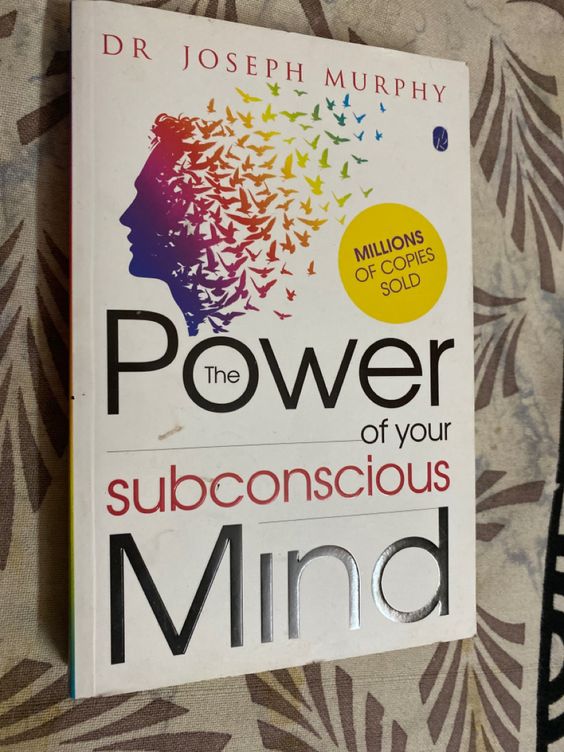 DR JOSEPH MURPHY
MILLIONS
OF COPIES
SOLD
The
Power
of your
subconscious
Mind